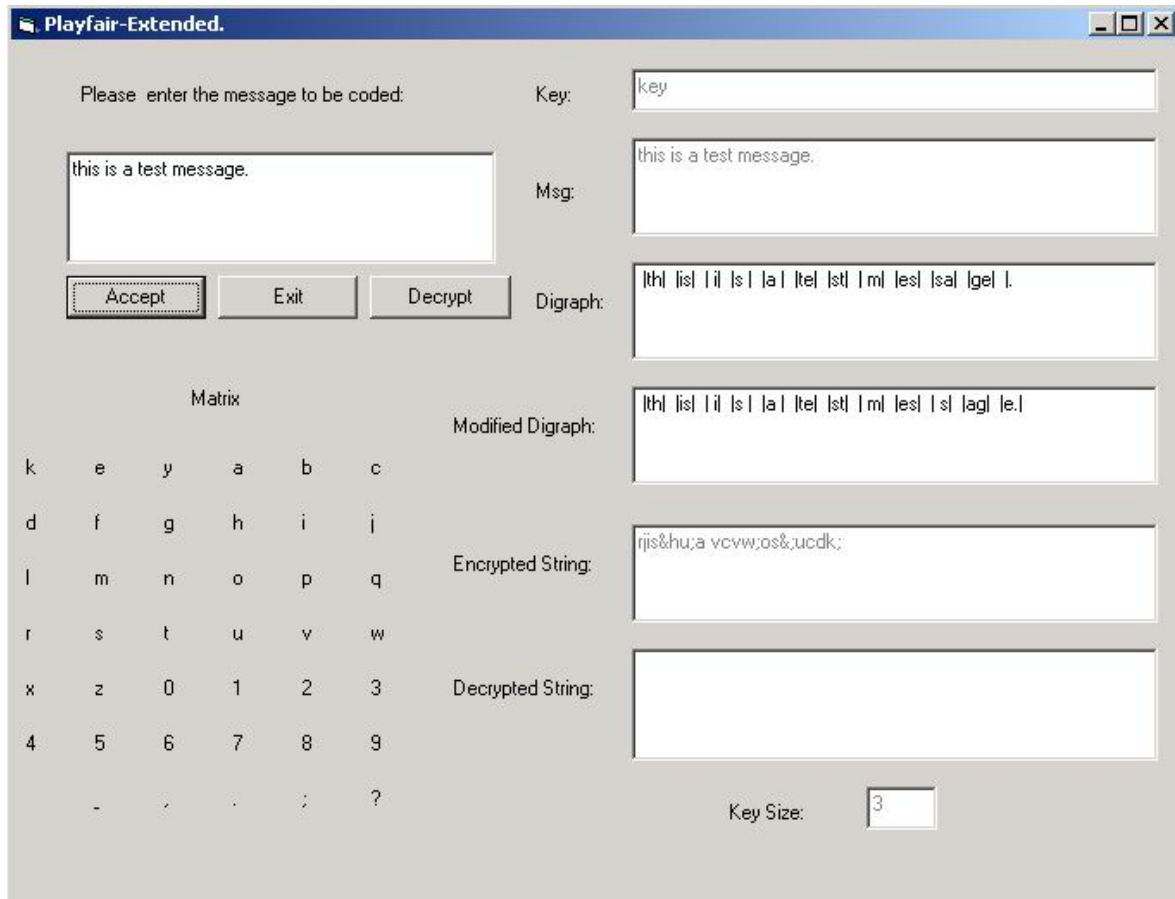 Playfair-Extended.
Please enter the message to be coded:
this is a test message.
Accept Exit Decrypt
Matrix
k e y a b c
d f g h i j
l m n o p q
r s t u v w
x z 0 1 2 3
4 5 6 7 8 9
_ , . ; ?
Key:
key
Msg:
this is a test message.
Digraph:
|th| |is| | i| |s | |a | |te| |st| | m| |es| |sa| |ge| |.
Modified Digraph:
|th| |is| | i| |s | |a | |te| |st| | m| |es| | s| |ag| |e.|
Encrypted String:
rjis&hu;a vcvw;os&;ucdk;
Decrypted String:
Key Size:
3